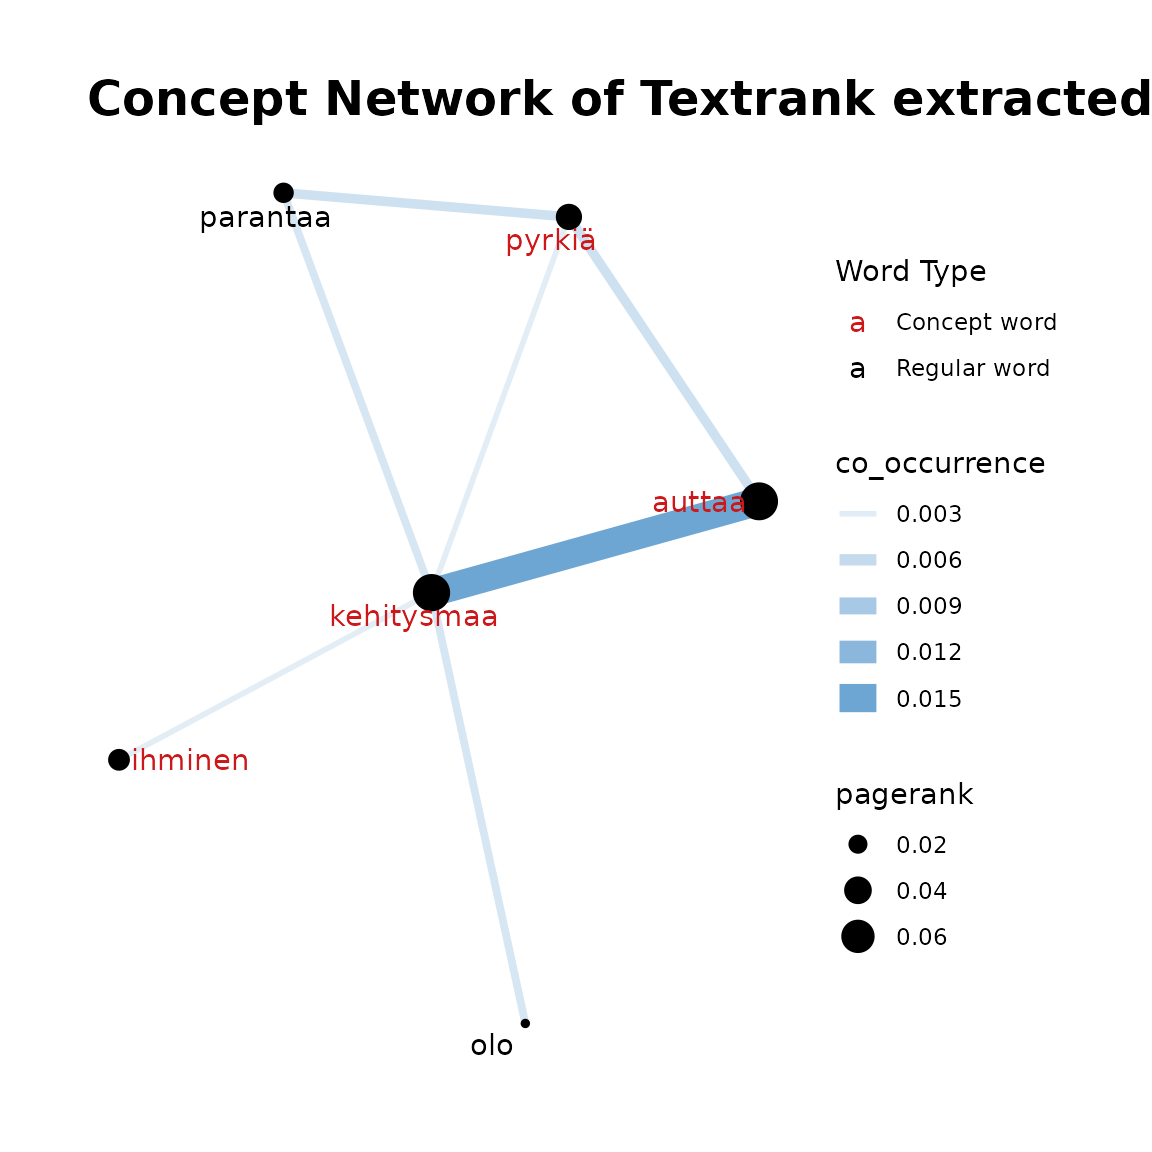 Concept Network of Textrank extracted
parantaa
pyrkiä
auttaa
kehitysmaa
ihminen
olo
Word Type
a Concept word
a Regular word
co_occurrence
0.003
0.006
0.009
0.012
0.015
pagerank
0.02
0.04
0.06